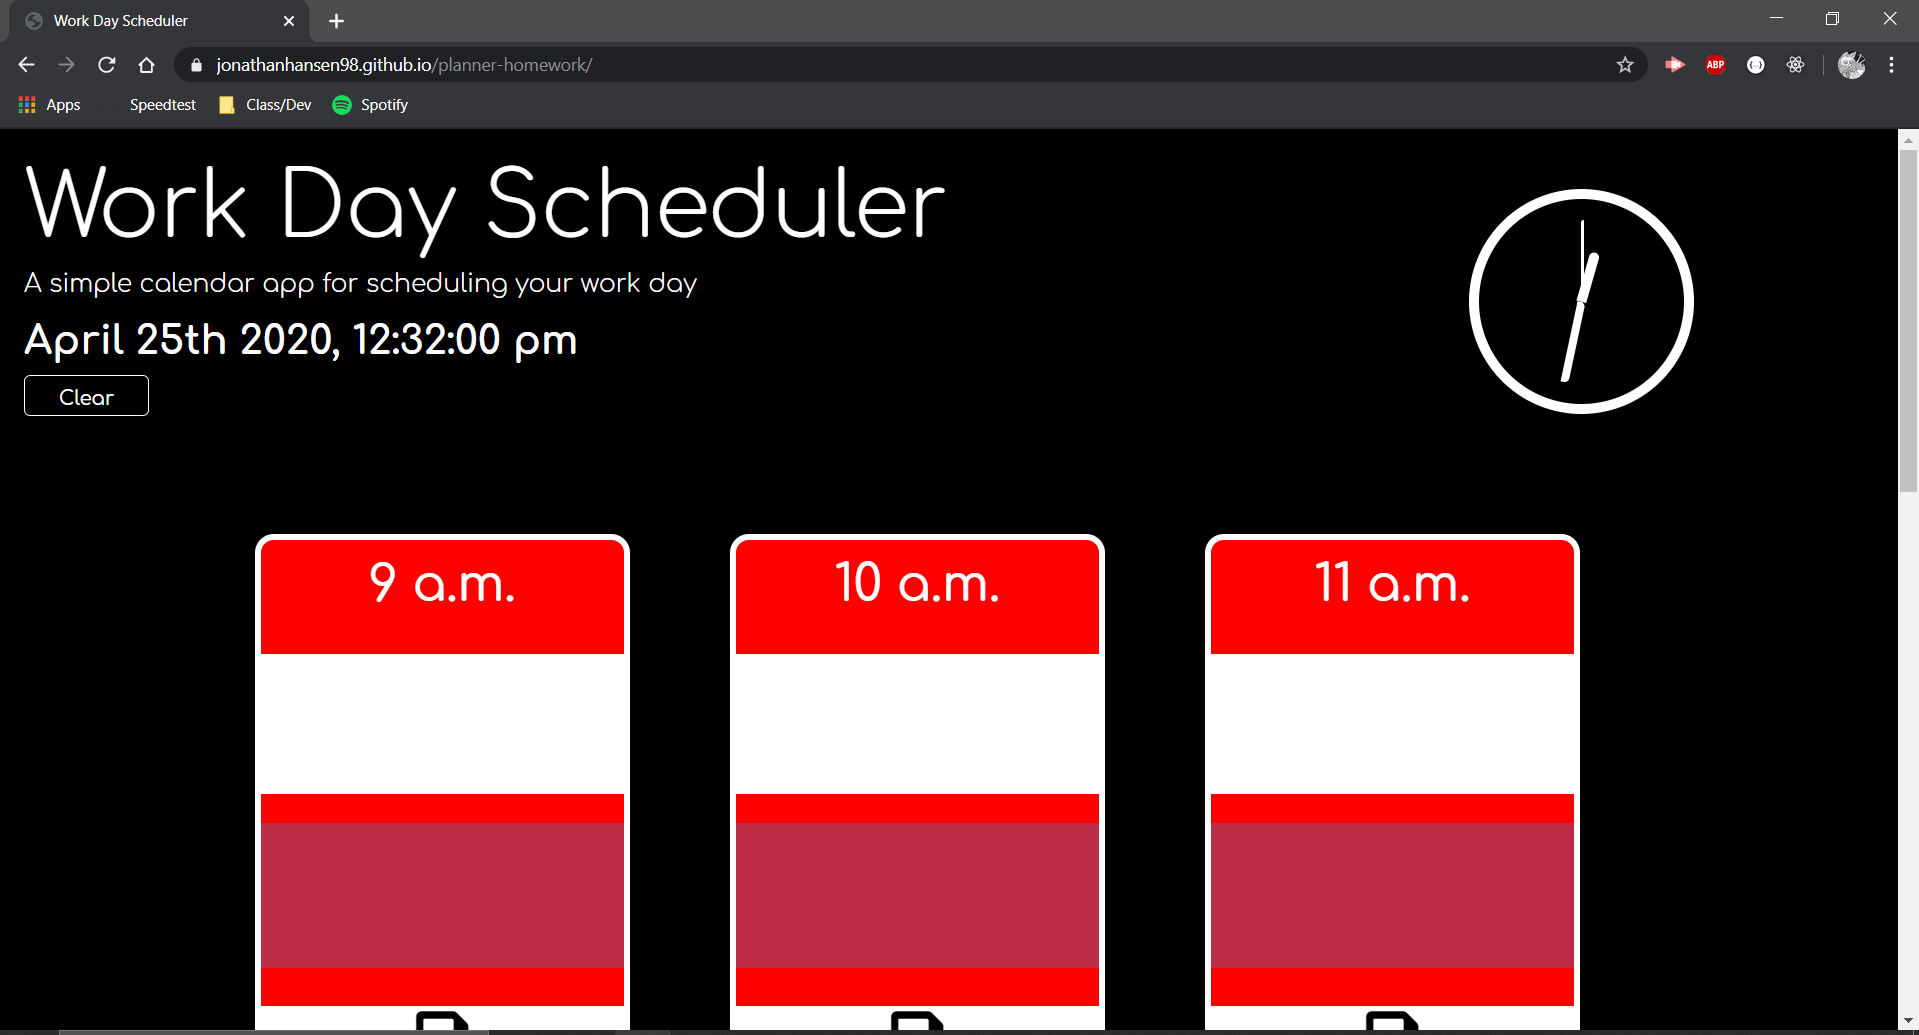 Work Day Scheduler
jonathanhansen98.github.io/planner-homework/
ABP
Apps Speedtest Class/Dev Spotify
Work Day Scheduler
A simple calendar app for scheduling your work day
April 25th 2020, 12:32:00 pm
Clear
9 a.m. 10 a.m. 11 a.m.